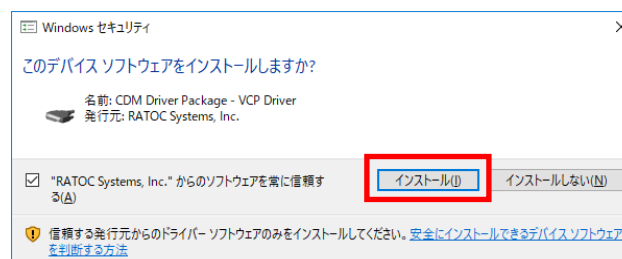 Windows セキュリティ
このデバイス ソフトウェアをインストールしますか?
名前: CDM Driver Package - VCP Driver
発行元: RATOC Systems, Inc.
"RATOC Systems, Inc." からのソフトウェアを常に信頼す
る(A)
インストール(I)
インストールしない(N)
信頼する発行元からのドライバー ソフトウェアのみをインストールしてください。安全にインストールできるデバイス ソフトウェア
を判断する方法